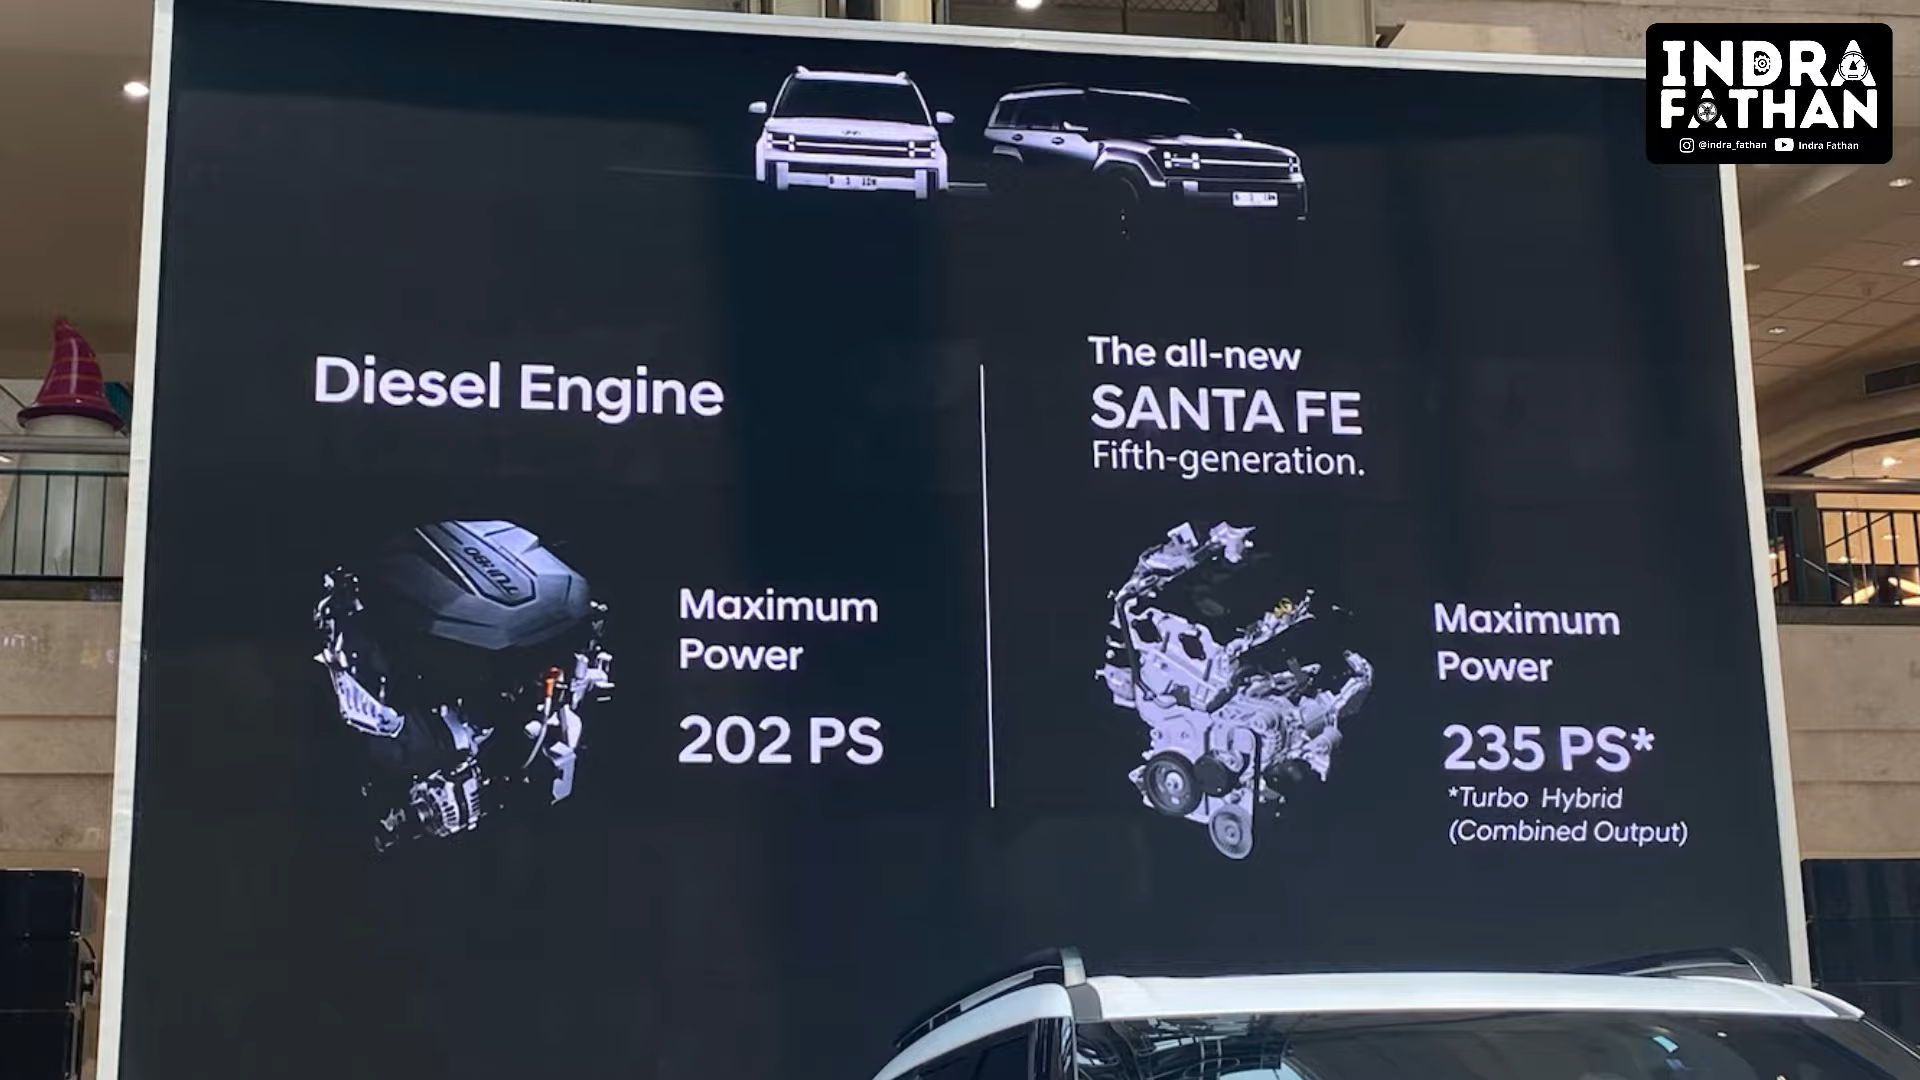 INDRA
FATHAN
@indra_fathan Indra Fathan
Diesel Engine
Maximum
Power
202 PS
The all-new
SANTA FE
Fifth-generation.
Maximum
Power
235 PS*
*Turbo Hybrid
(Combined Output)